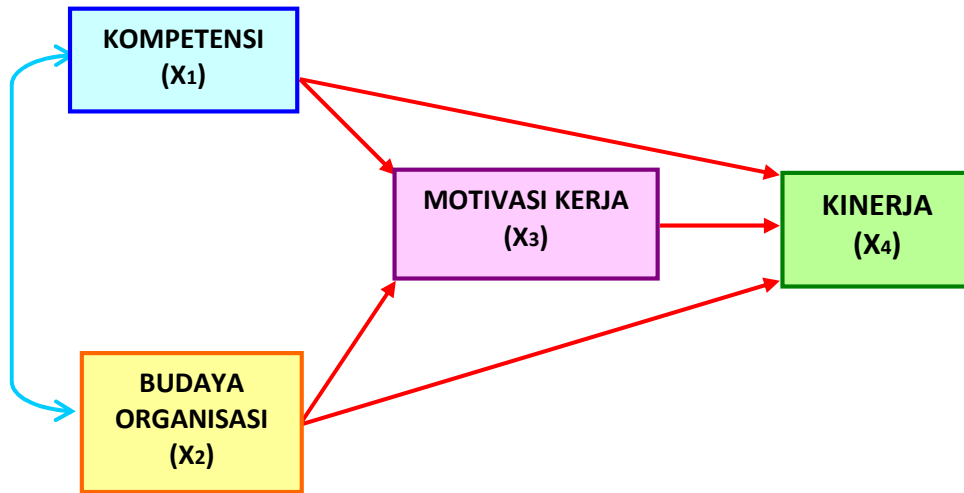 KOMPETENSI
(X1)
MOTIVASI KERJA
(X3)
KINERJA
(X4)
BUDAYA
ORGANISASI
(X2)